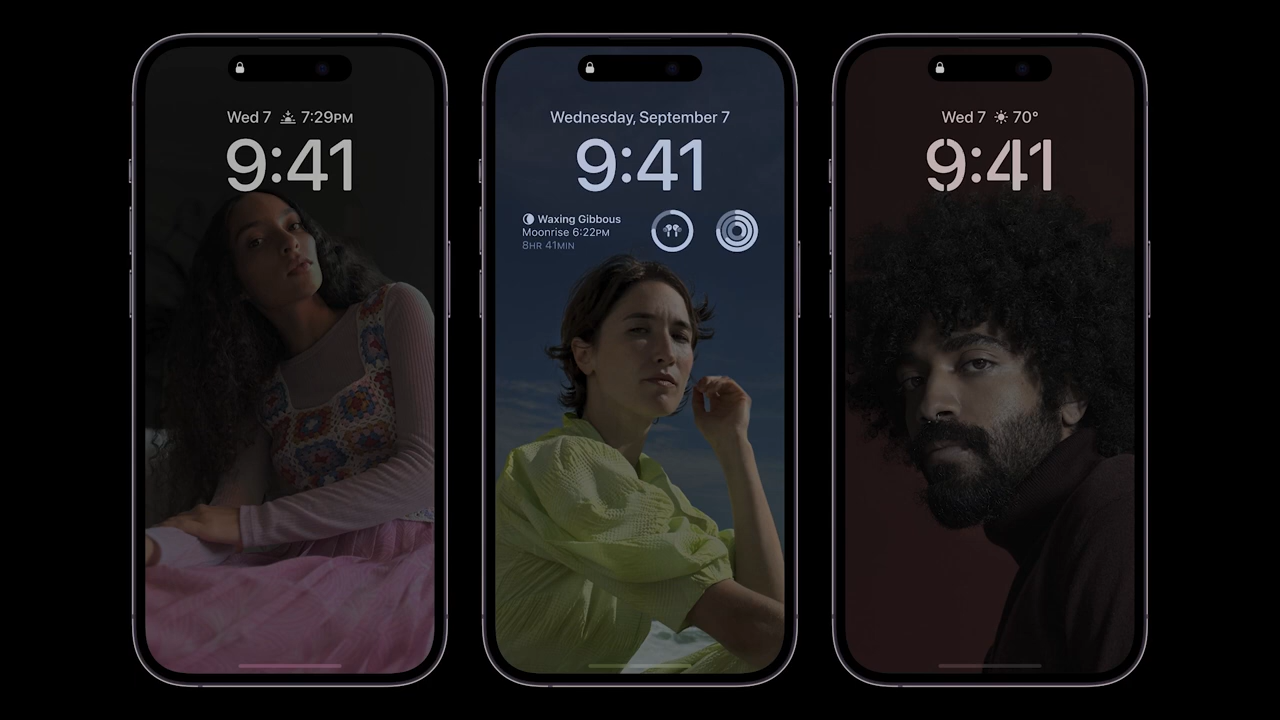 Wed 7 7:29PM
9:41
Wednesday, September 7
9:41
Waxing Gibbous
Moonrise 6:22PM
8HR 41MIN
Wed 7 70°
9:41